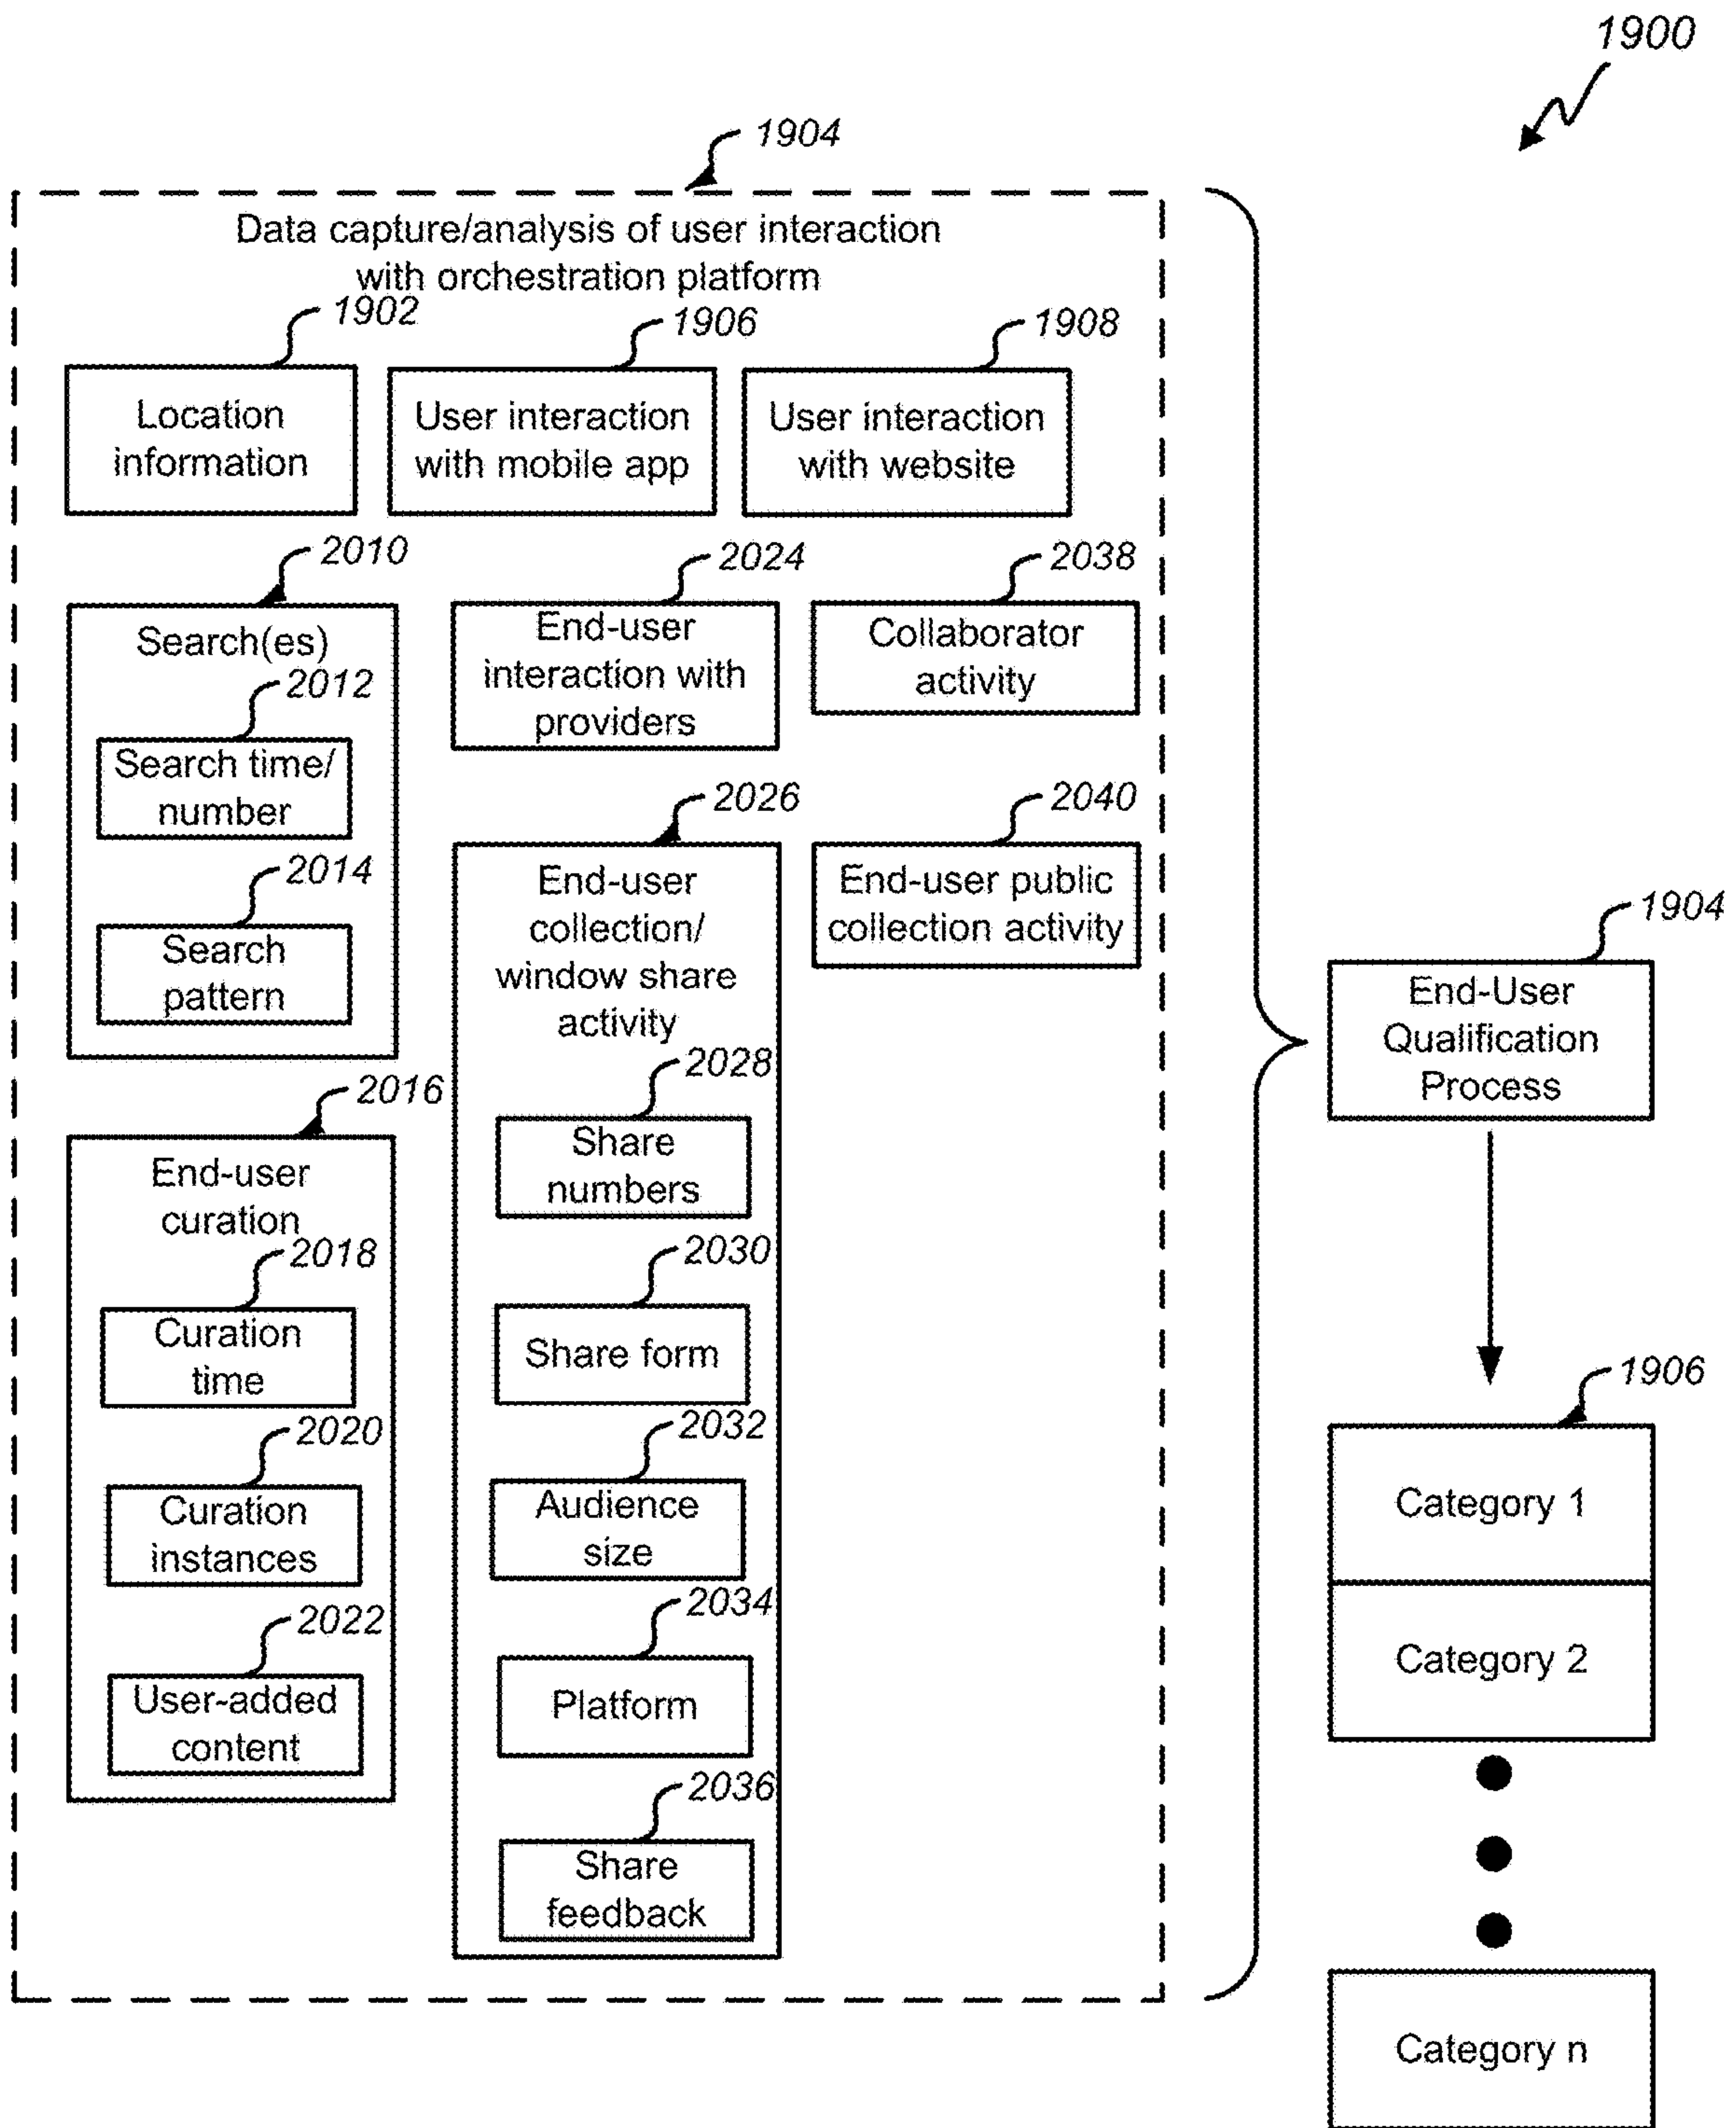 1900
1904
Data capture/analysis of user interaction
with orchestration platform
1902
1906
1908
Location
information
User interaction
with mobile app
User interaction
with website
2010
2024
2038
Search(es)
2012
Search time/
number
2014
Search
pattern
End-user
interaction with
providers
Collaborator
activity
2026
2040
End-user
collection/
window share
activity
End-user public
collection activity
2016
End-user
curation
2018
Curation
time
2020
Curation
instances
2022
User-added
content
2028
Share
numbers
2030
Share form
2032
Audience
size
2034
Platform
2036
Share
feedback
1904
End-User
Qualification
Process
1906
Category 1
Category 2
Category n